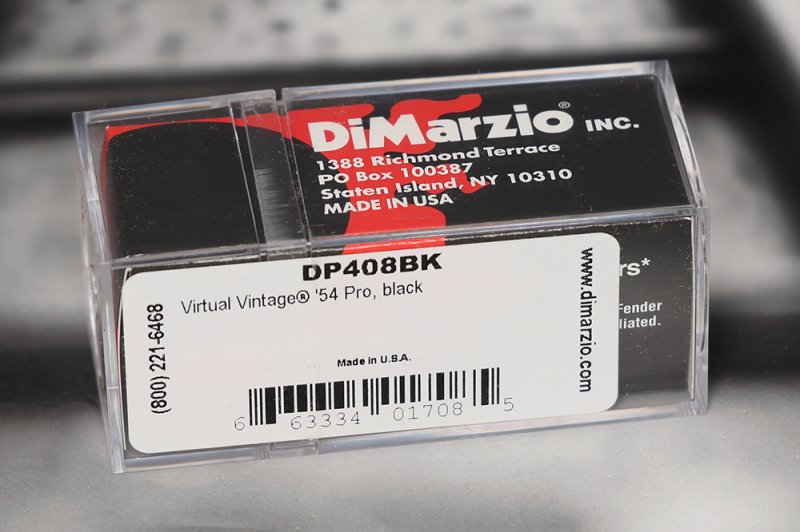 DiMarzio® INC.
1388 Richmond Terrace
PO Box 100387
Staten Island, NY 10310
MADE IN USA
DP408BK
Virtual Vintage® '54 Pro, black
Made in U.B.A.
(800) 221-6468
www.dimarzio.com
6 63334 01708 5
rs*
Fender
liated.